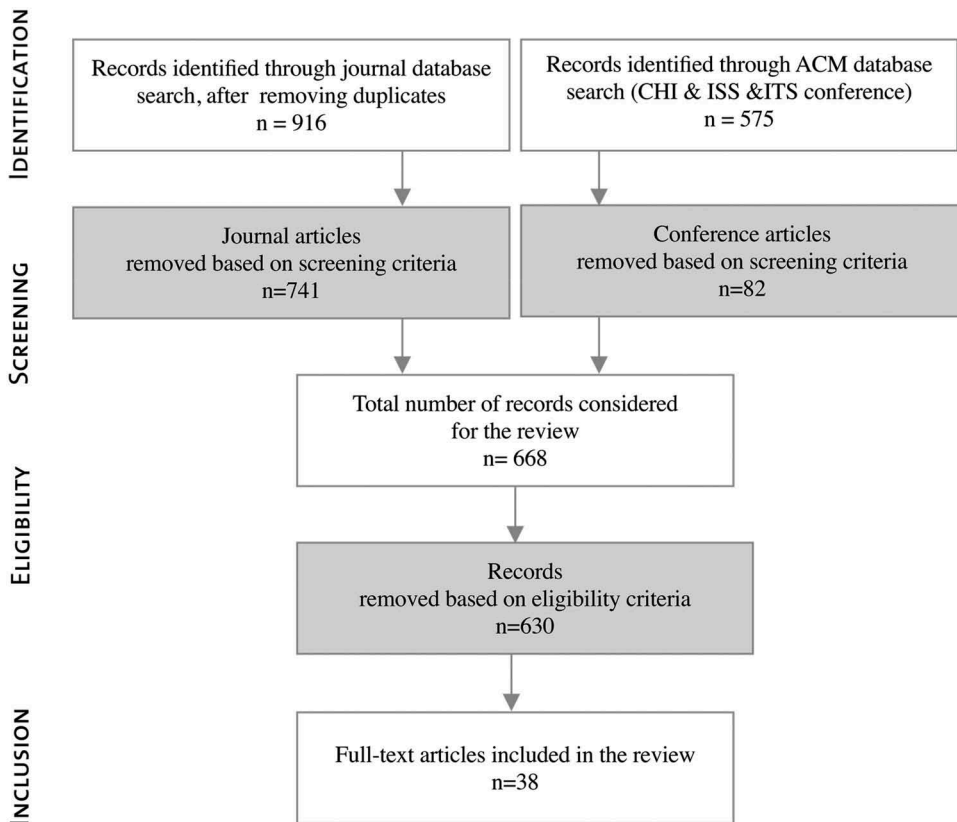 IDENTIFICATION
Records identified through journal database
search, after removing duplicates
n = 916
Records identified through ACM database
search (CHI & ISS &ITS conference)
n = 575
SCREENING
Journal articles
removed based on screening criteria
n=741
Conference articles
removed based on screening criteria
n=82
Total number of records considered
for the review
n= 668
ELIGIBILITY
Records
removed based on eligibility criteria
n=630
INCLUSION
Full-text articles included in the review
n=38